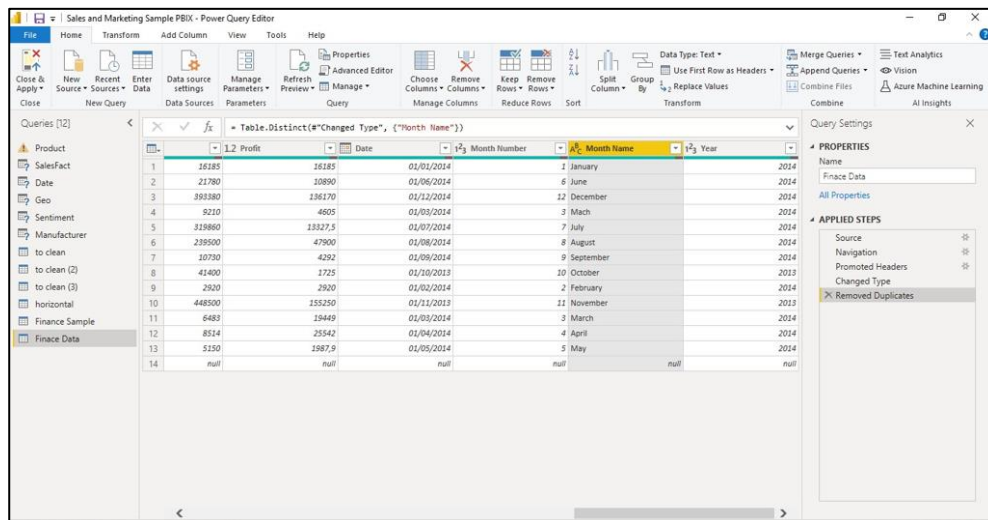 Sales and Marketing Sample PBIX - Power Query Editor
File Home Transform Add Column View Tools Help
Close & Apply
New Source
Recent Sources
Enter Data
Data source settings
Manage Parameters
Refresh Preview
Properties
Advanced Editor
Manage
Choose Columns
Remove Columns
Keep Rows
Remove Rows
Split Column
Group By
Data Type: Text
Use First Row as Headers
Replace Values
Merge Queries
Append Queries
Combine Files
Text Analytics
Vision
Azure Machine Learning
Close New Query Data Sources Parameters Query Manage Columns Reduce Rows Sort Transform Combine AI Insights
Queries [12]
Product
SalesFact
Date
Geo
Sentiment
Manufacturer
to clean
to clean (2)
to clean (3)
horizontal
Finance Sample
Finace Data
fx = Table.Distinct(#"Changed Type", {"Month Name"})
1.2 Profit Date 123 Month Number ABC Month Name 123 Year
1 16185 16185 01/01/2014 1 January 2014
2 21780 10890 01/06/2014 6 June 2014
3 393380 136170 01/12/2014 12 December 2014
4 9210 4605 01/03/2014 3 Mach 2014
5 319860 13327,5 01/07/2014 7 July 2014
6 239500 47900 01/08/2014 8 August 2014
7 10730 4292 01/09/2014 9 September 2014
8 41400 1725 01/10/2013 10 October 2013
9 2920 2920 01/02/2014 2 February 2014
10 448500 155250 01/11/2013 11 November 2013
11 6483 19449 01/03/2014 3 March 2014
12 8514 25542 01/04/2014 4 April 2014
13 5150 1987,9 01/05/2014 5 May 2014
14 null null null null null null
Query Settings
PROPERTIES
Name
Finace Data
All Properties
APPLIED STEPS
Source
Navigation
Promoted Headers
Changed Type
Removed Duplicates